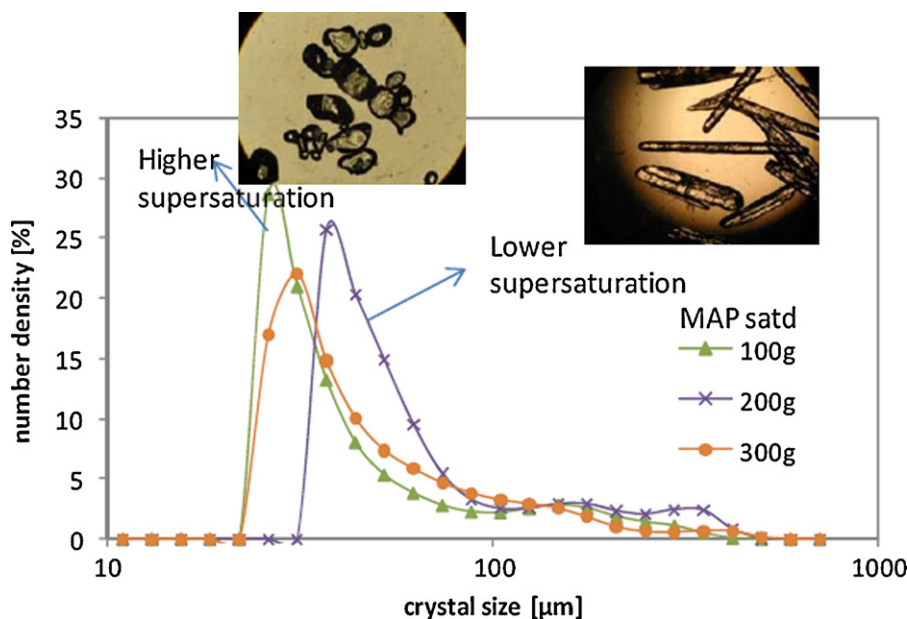 35
30
25
20
15
10
5
0
number density [%]
Higher
supersaturation
Lower
supersaturation
MAP satd
100g
200g
300g
10
100
1000
crystal size [µm]